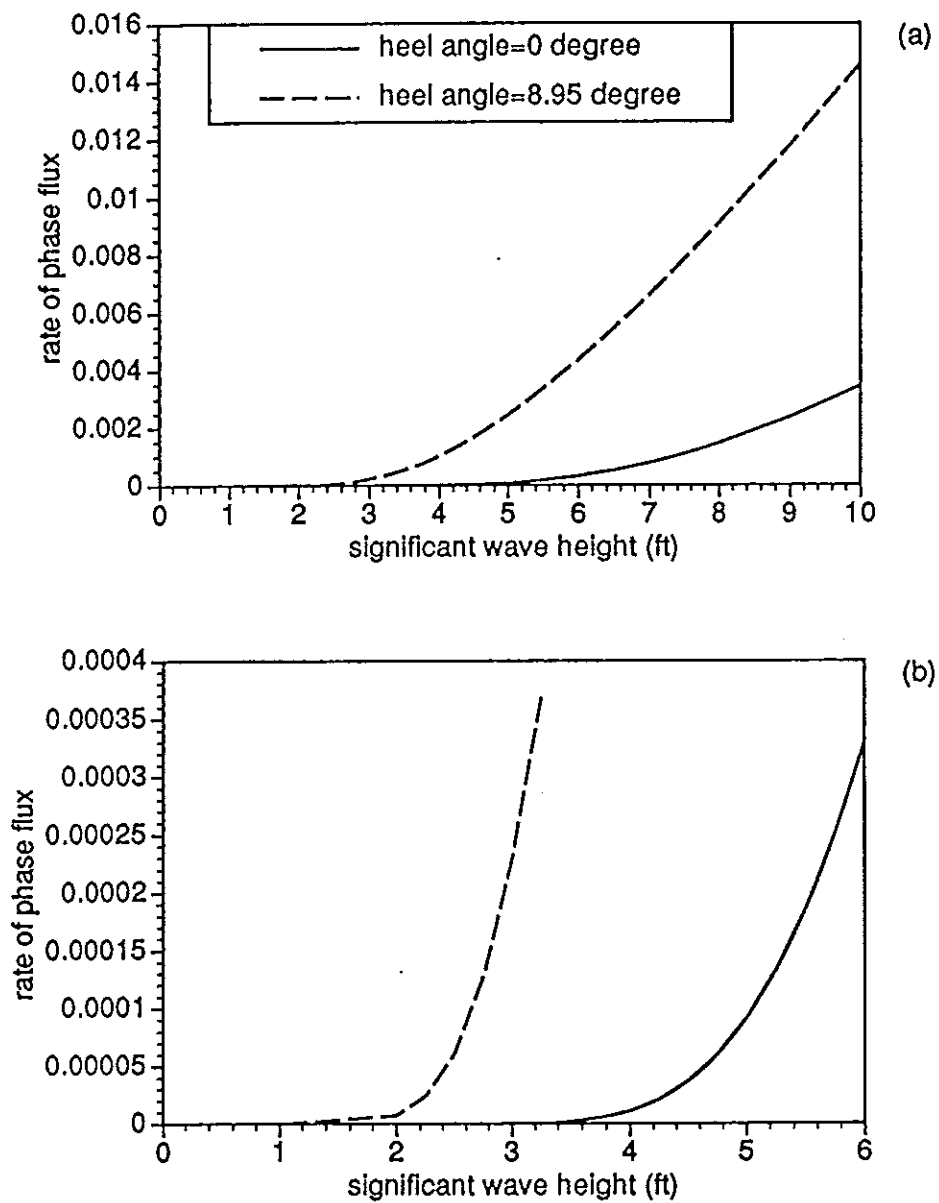 (a)
heel angle=0 degree
heel angle=8.95 degree
rate of phase flux
0.016
0.014
0.012
0.01
0.008
0.006
0.004
0.002
0
0 1 2 3 4 5 6 7 8 9 10
significant wave height (ft)
(b)
rate of phase flux
0.0004
0.00035
0.0003
0.00025
0.0002
0.00015
0.0001
0.00005
0
0 1 2 3 4 5 6
significant wave height (ft)